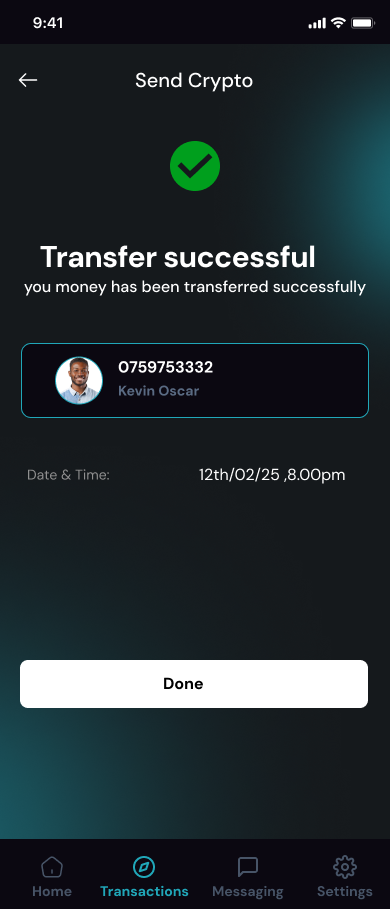 9:41
Send Crypto
Transfer successful
you money has been transferred successfully
0759753332
Kevin Oscar
Date & Time: 12th/02/25 ,8.00pm
Done
Home Transactions Messaging Settings